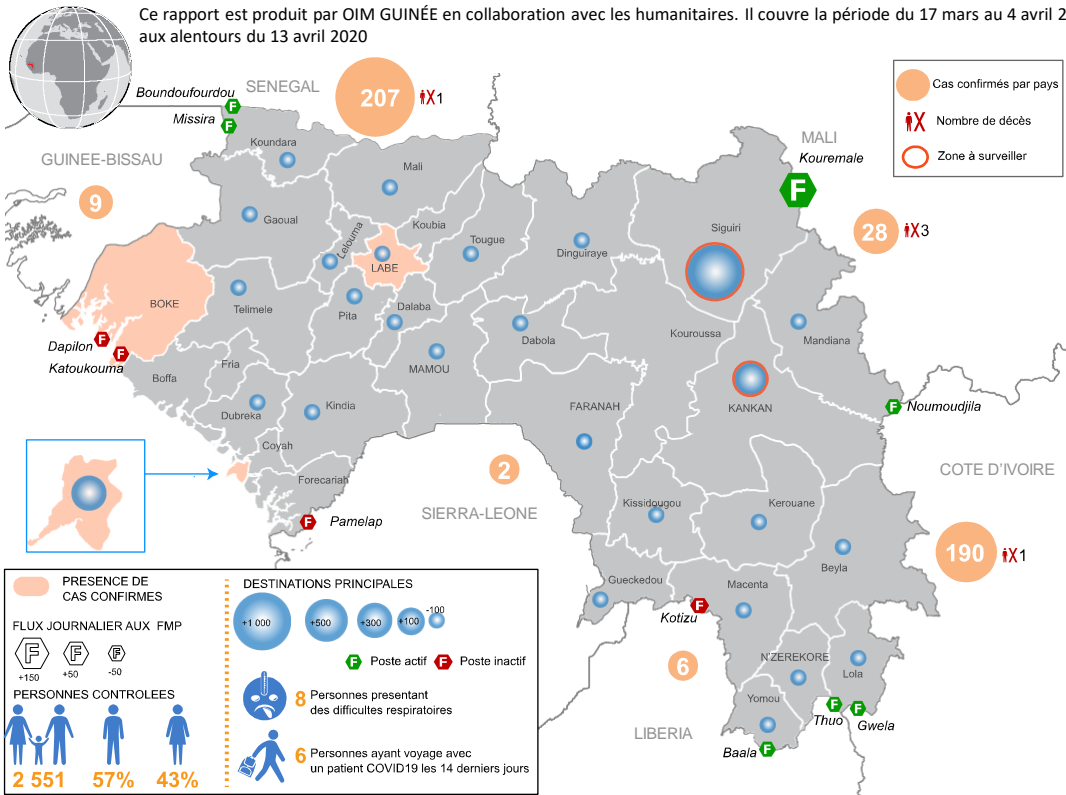 Ce rapport est produit par OIM GUINÉE en collaboration avec les humanitaires. Il couvre la période du 17 mars au 4 avril 2
aux alentours du 13 avril 2020
Boundoufourdou
SENEGAL
207
1
Missira
F
F
Koundara
GUINEE-BISSAU
9
Mali
Gaoual
Koubia
Lelouma
LABE
Tougue
Dinguiraye
Siguiri
MALI
Kouremale
F
28
3
Cas confirmés par pays
Nombre de décès
Zone à surveiller
BOKE
Telimele
Pita
Dalaba
Dabola
Kouroussa
Mandiana
Dapilon
F
Katoukouma
F
Boffa
Fria
MAMOU
Dubreka
Kindia
Coyah
FARANAH
KANKAN
F
Noumoudjila
COTE D'IVOIRE
190
1
Forecariah
F
Pamelap
2
SIERRA-LEONE
Kissidougou
Kerouane
Beyla
Gueckedou
Macenta
F
Kotizu
6
LIBERIA
N'ZEREKORE
Lola
Yomou
F
Thuo
F
Gwela
Baala
F
PRESENCE DE
CAS CONFIRMES
FLUX JOURNALIER AUX FMP
F
F
F
+150
+50
-50
PERSONNES CONTROLEES
2 551
57%
43%
DESTINATIONS PRINCIPALES
+1 000
+500
+300
+100
-100
F
Poste actif
F
Poste inactif
8
Personnes presentant
des difficultes respiratoires
6
Personnes ayant voyage avec
un patient COVID19 les 14 derniers jours